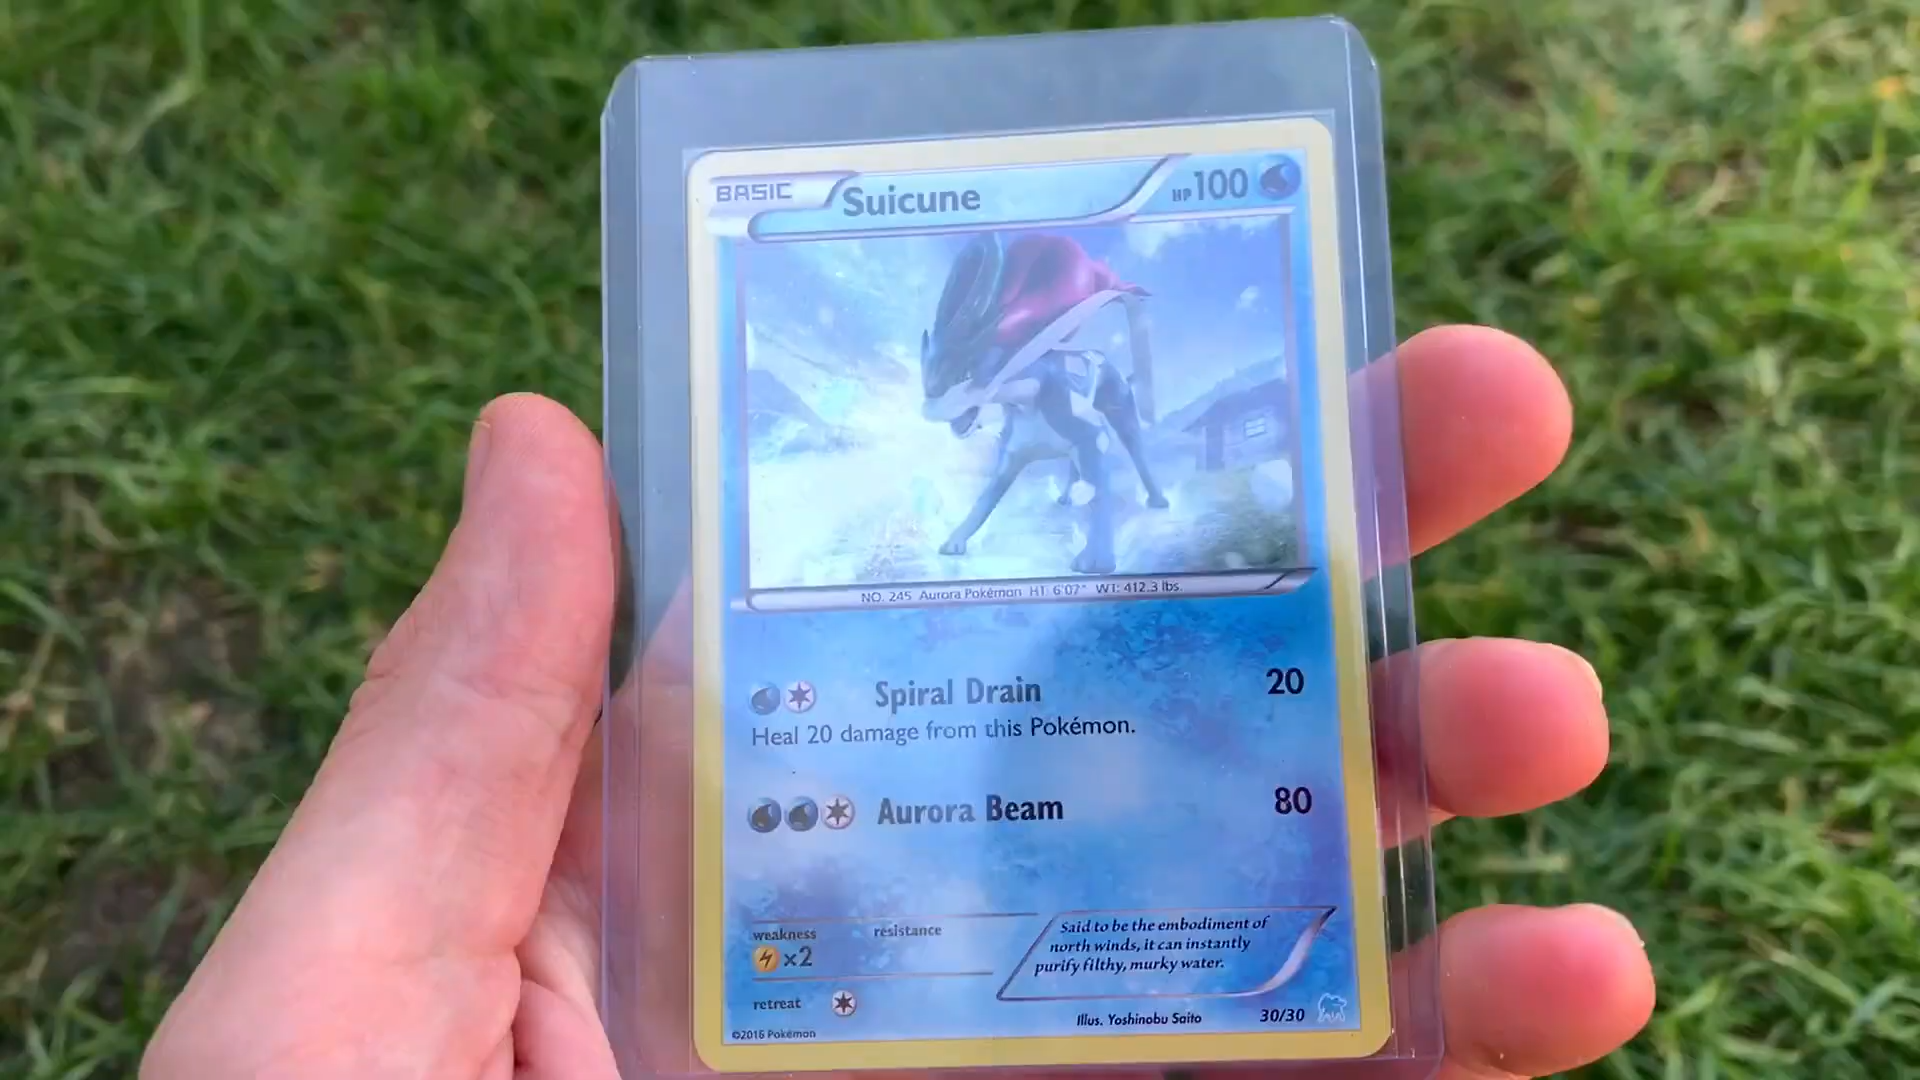 BASIC Suicune HP 100
NO. 245 Aurora Pokémon HT: 6'07" WT: 412.3 lbs.
Spiral Drain 20
Heal 20 damage from this Pokémon.
Aurora Beam 80
weakness resistance
×2
Said to be the embodiment of
north winds, it can instantly
purify filthy, murky water.
retreat
Illus. Yoshinobu Saito 30/30
©2016 Pokémon